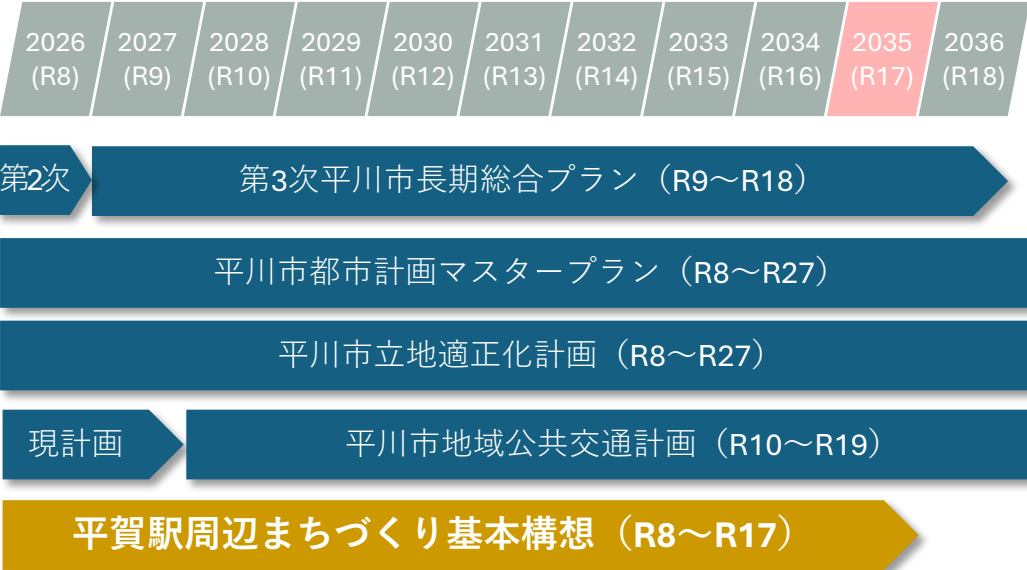 2026 2027 2028 2029 2030 2031 2032 2033 2034 2035 2036
(R8) (R9) (R10) (R11) (R12) (R13) (R14) (R15) (R16) (R17) (R18)
第2次 第3次平川市長期総合プラン（R9～R18）
平川市都市計画マスタープラン（R8～R27）
平川市立地適正化計画（R8～R27）
現計画 平川市地域公共交通計画（R10～R19）
平賀駅周辺まちづくり基本構想（R8～R17）